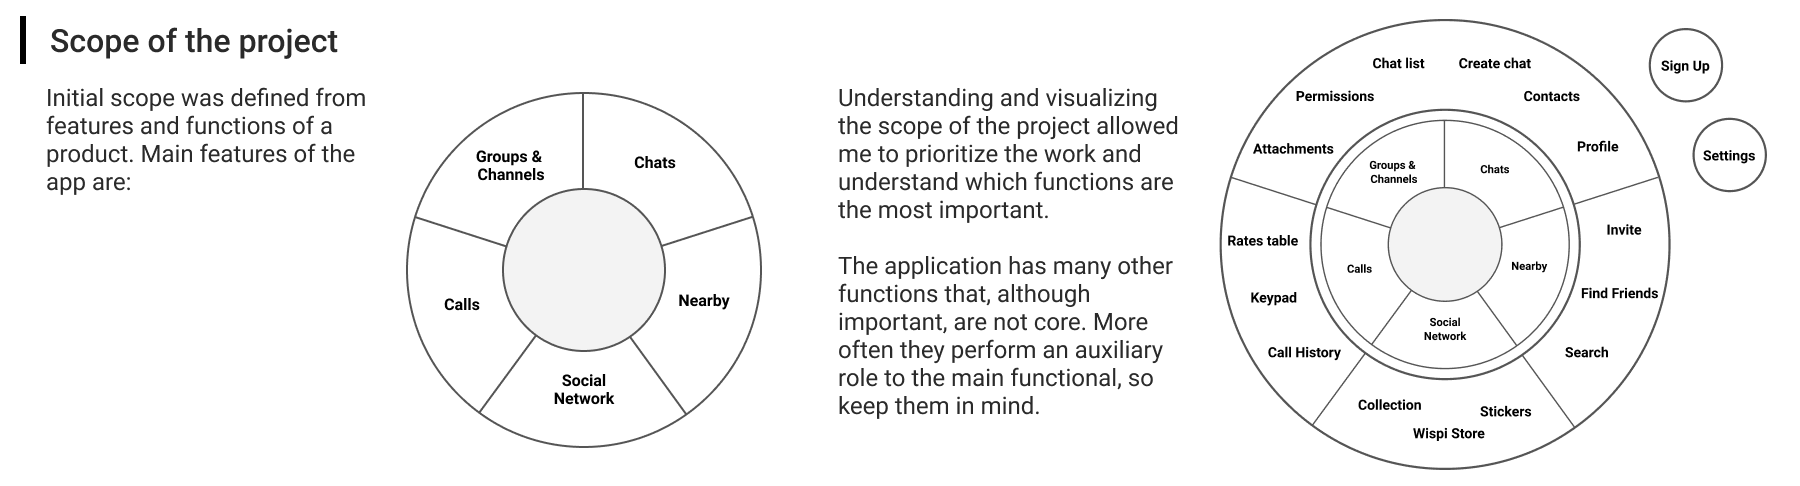 Scope of the project
Initial scope was defined from
features and functions of a
product. Main features of the
app are:
Groups &
Channels
Chats
Calls
Nearby
Social
Network
Understanding and visualizing
the scope of the project allowed
me to prioritize the work and
understand which functions are
the most important.
The application has many other
functions that, although
important, are not core. More
often they perform an auxiliary
role to the main functional, so
keep them in mind.
Chat list
Create chat
Permissions
Contacts
Attachments
Profile
Groups &
Channels
Chats
Rates table
Invite
Calls
Nearby
Keypad
Find Friends
Social
Network
Call History
Search
Collection
Stickers
Wispi Store
Sign Up
Settings